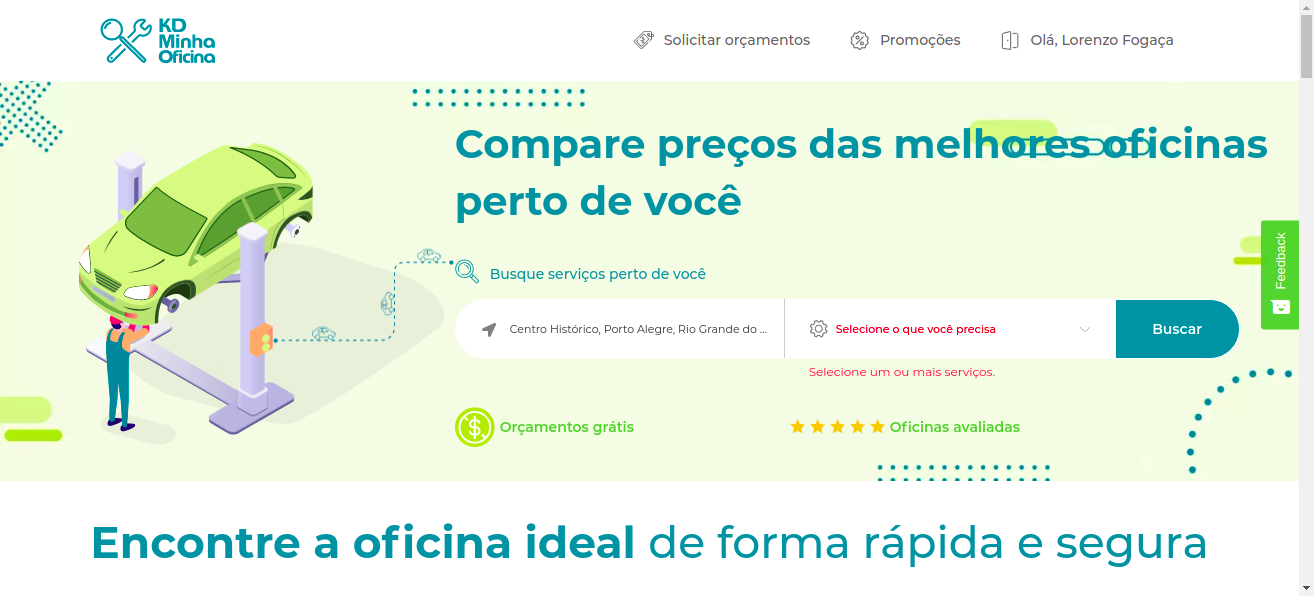 KD
Minha
Oficina
Solicitar orçamentos
Promoções
Olá, Lorenzo Fogaça
Compare preços das melhores oficinas
perto de você
Feedback
Busque serviços perto de você
Centro Histórico, Porto Alegre, Rio Grande do ...
Selecione o que você precisa
Buscar
Selecione um ou mais serviços.
Orçamentos grátis
Oficinas avaliadas
Encontre a oficina ideal de forma rápida e segura